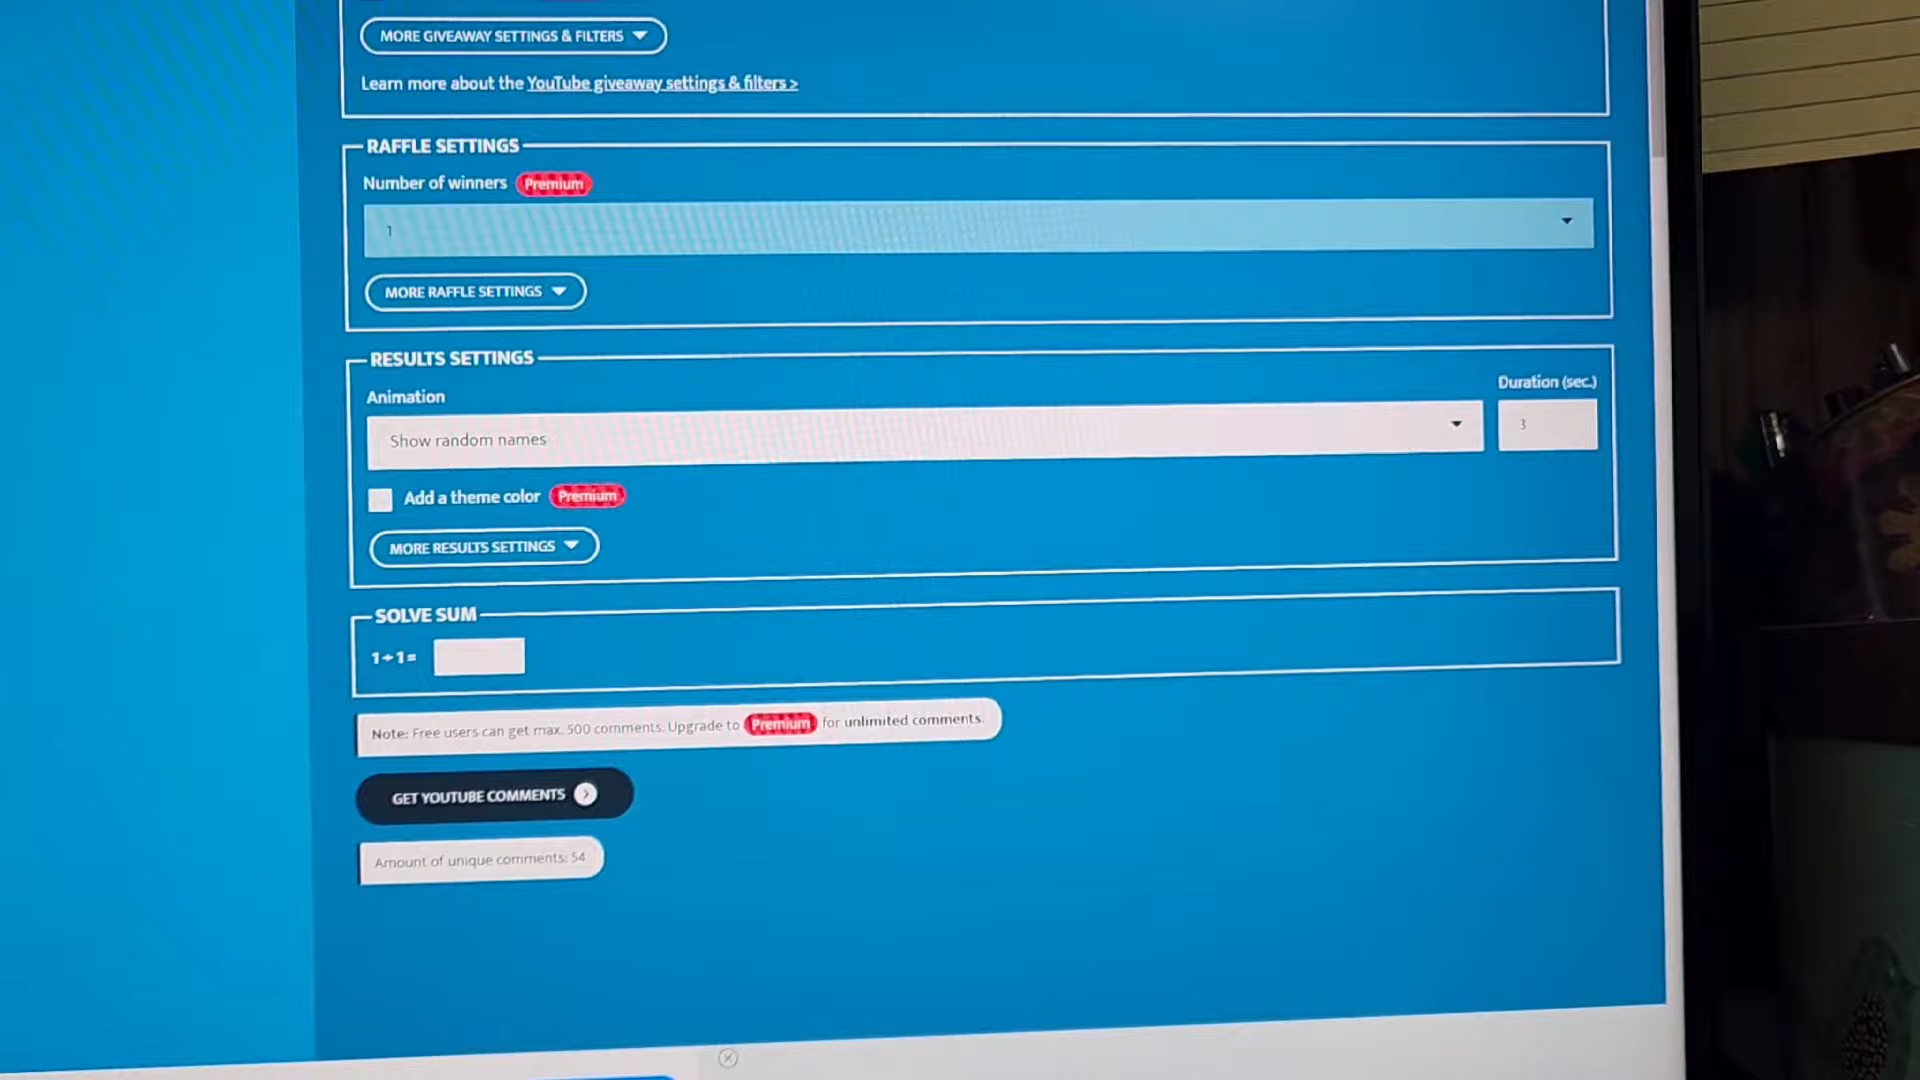 MORE GIVEAWAY SETTINGS & FILTERS
Learn more about the YouTube giveaway settings & filters >
RAFFLE SETTINGS
Number of winners Premium
1
MORE RAFFLE SETTINGS
RESULTS SETTINGS
Animation
Duration (sec.)
Show random names
3
Add a theme color Premium
MORE RESULTS SETTINGS
SOLVE SUM
1+1=
Note: Free users can get max. 500 comments. Upgrade to Premium for unlimited comments.
GET YOUTUBE COMMENTS
Amount of unique comments: 54